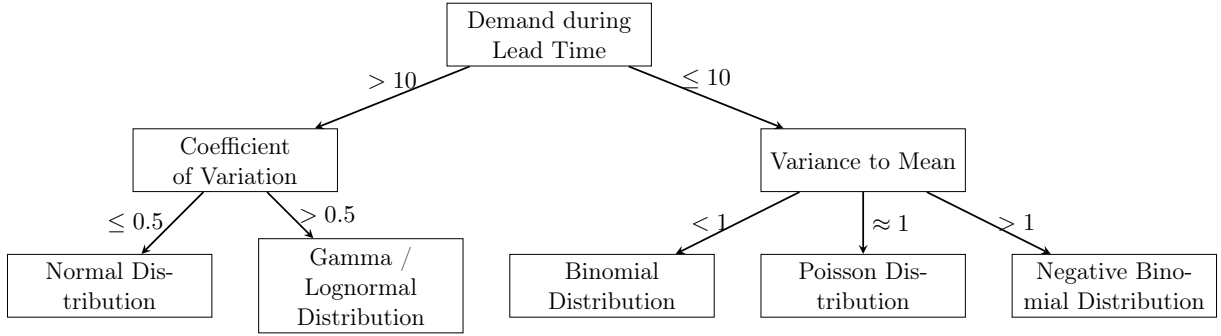 Demand during
Lead Time
> 10
≤ 10
Coefficient
of Variation
Variance to Mean
≤ 0.5
> 0.5
< 1
≈ 1
> 1
Normal Dis-
tribution
Gamma /
Lognormal
Distribution
Binomial
Distribution
Poisson Dis-
tribution
Negative Bino-
mial Distribution